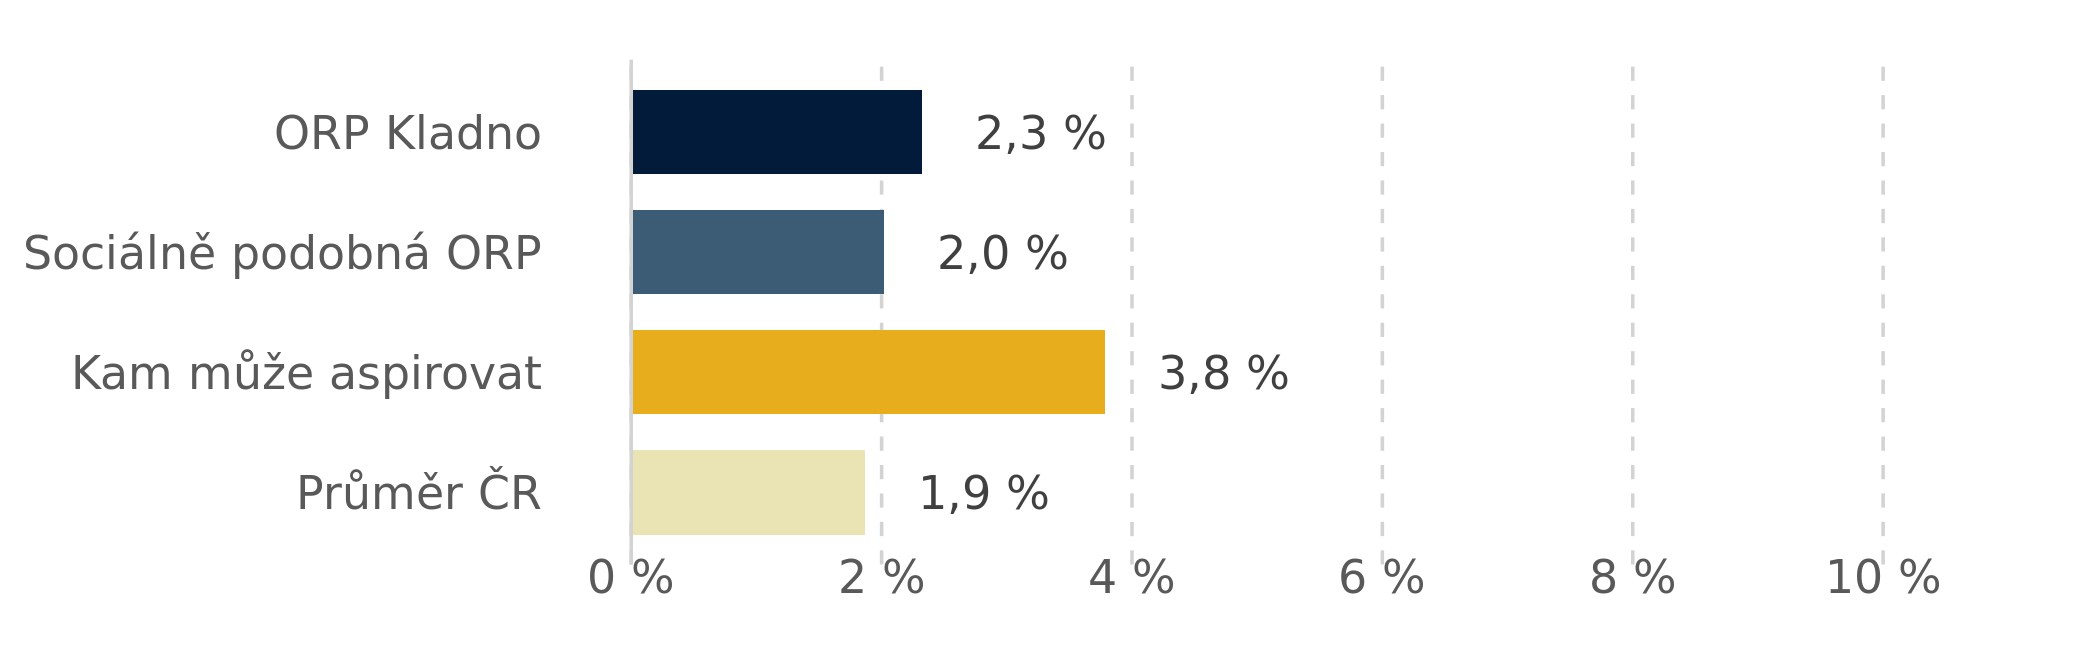 ORP Kladno
2,3 %
Sociálně podobná ORP
2,0 %
Kam může aspirovat
3,8 %
Průměr ČR
1,9 %
0 % 2 % 4 % 6 % 8 % 10 %